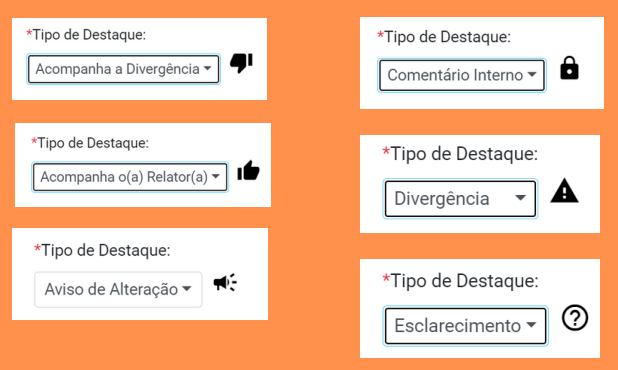 *Tipo de Destaque:
Acompanha a Divergência
*Tipo de Destaque:
Acompanha o(a) Relator(a)
*Tipo de Destaque:
Aviso de Alteração
*Tipo de Destaque:
Comentário Interno
*Tipo de Destaque:
Divergência
*Tipo de Destaque:
Esclarecimento